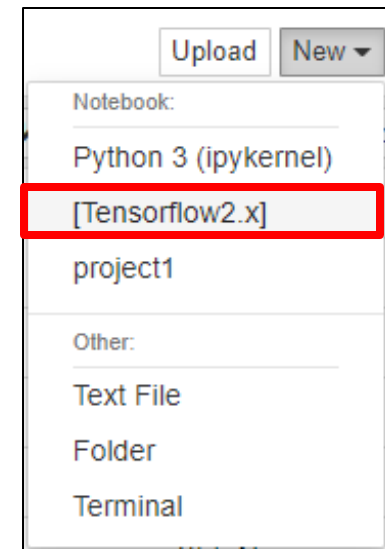 Upload New
Notebook:
Python 3 (ipykernel)
[Tensorflow2.x]
project1
Other:
Text File
Folder
Terminal